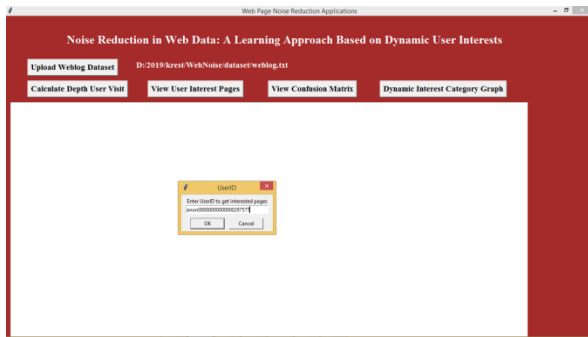 Web Page Noise Reduction Applications
Noise Reduction in Web Data: A Learning Approach Based on Dynamic User Interests
Upload Weblog Dataset D:/2019/krest/WebNoise/dataset/weblog.txt
Calculate Depth User Visit View User Interest Pages View Confusion Matrix Dynamic Interest Category Graph
UserID
Enter UserID to get interested pages
OK Cancel